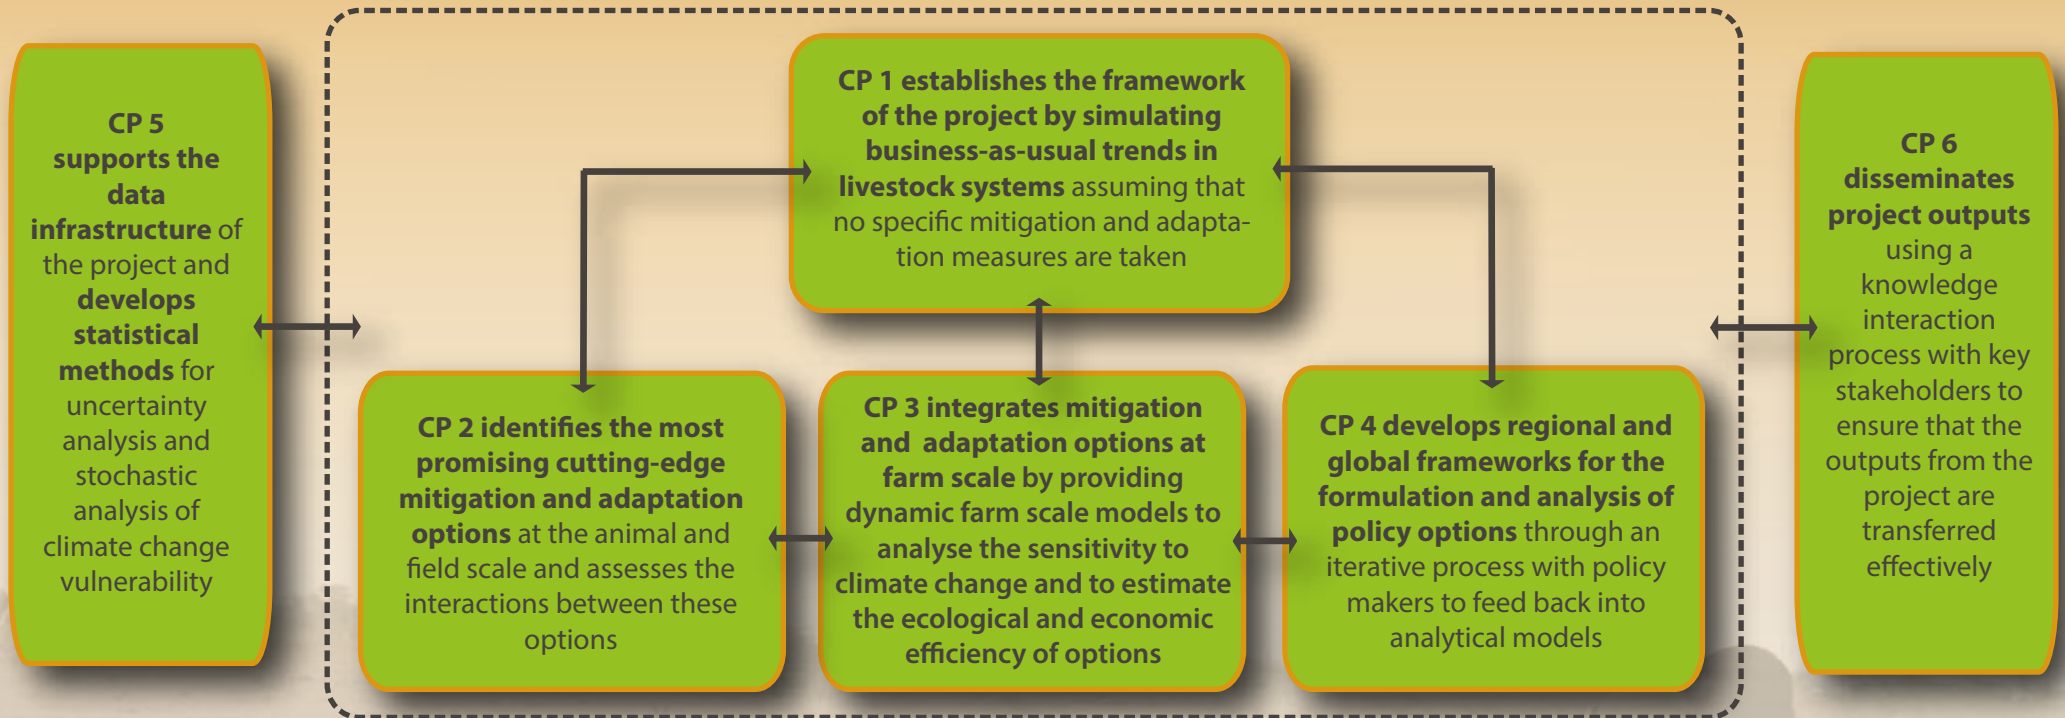 CP 5
supports the
data
infrastructure of
the project and
develops
statistical
methods for
uncertainty
analysis and
stochastic
analysis of
climate change
vulnerability
CP 1 establishes the framework
of the project by simulating
business-as-usual trends in
livestock systems assuming that
no specific mitigation and adapta-
tion measures are taken
CP 2 identifies the most
promising cutting-edge
mitigation and adaptation
options at the animal and
field scale and assesses the
interactions between these
options
CP 3 integrates mitigation
and adaptation options at
farm scale by providing
dynamic farm scale models to
analyse the sensitivity to
climate change and to estimate
the ecological and economic
efficiency of options
CP 4 develops regional and
global frameworks for the
formulation and analysis of
policy options through an
iterative process with policy
makers to feed back into
analytical models
CP 6
disseminates
project outputs
using a
knowledge
interaction
process with key
stakeholders to
ensure that the
outputs from the
project are
transferred
effectively